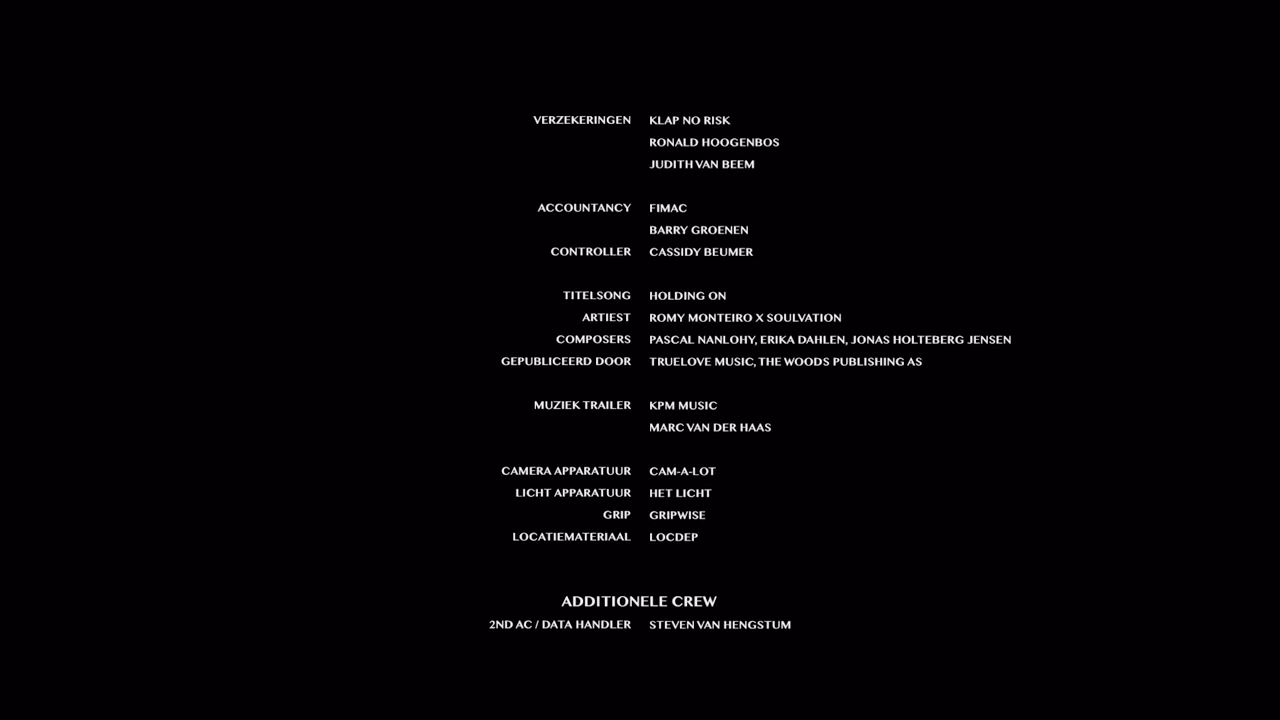 VERZEKERINGEN KLAP NO RISK
RONALD HOOGENBOS
JUDITH VAN BEEM
ACCOUNTANCY FIMAC
BARRY GROENEN
CONTROLLER CASSIDY BEUMER
TITELSONG HOLDING ON
ARTIEST ROMY MONTEIRO X SOULVATION
COMPOSERS PASCAL NANLOHY, ERIKA DAHLEN, JONAS HOLTEBERG JENSEN
GEPUBLICEERD DOOR TRUELOVE MUSIC, THE WOODS PUBLISHING AS
MUZIEK TRAILER KPM MUSIC
MARC VAN DER HAAS
CAMERA APPARATUUR CAM-A-LOT
LICHT APPARATUUR HET LICHT
GRIP GRIPWISE
LOCATIEMATERIAAL LOCDEP
ADDITIONELE CREW
2ND AC / DATA HANDLER STEVEN VAN HENGSTUM